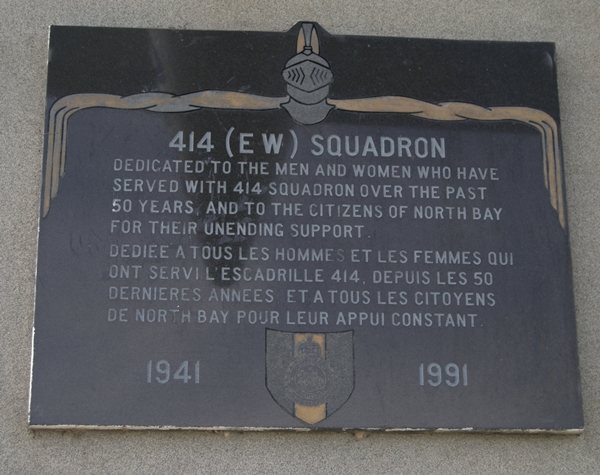 414 (EW) SQUADRON
DEDICATED TO THE MEN AND WOMEN WHO HAVE
SERVED WITH 414 SQUADRON OVER THE PAST
50 YEARS, AND TO THE CITIZENS OF NORTH BAY
FOR THEIR UNENDING SUPPORT.
DEDIEE A TOUS LES HOMMES ET LES FEMMES QUI
ONT SERVI L'ESCADRILLE 414, DEPUIS LES 50
DERNIERES ANNEES ET A TOUS LES CITOYENS
DE NORTH BAY POUR LEUR APPUI CONSTANT.
1941 1991